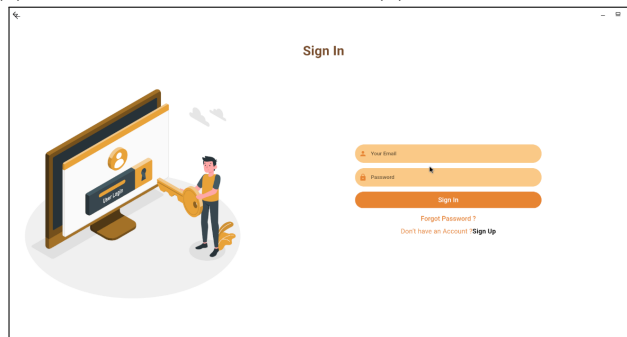 Sign In
Your Email
Password
Sign In
Forgot Password ?
Don't have an Account ?Sign Up
User Login